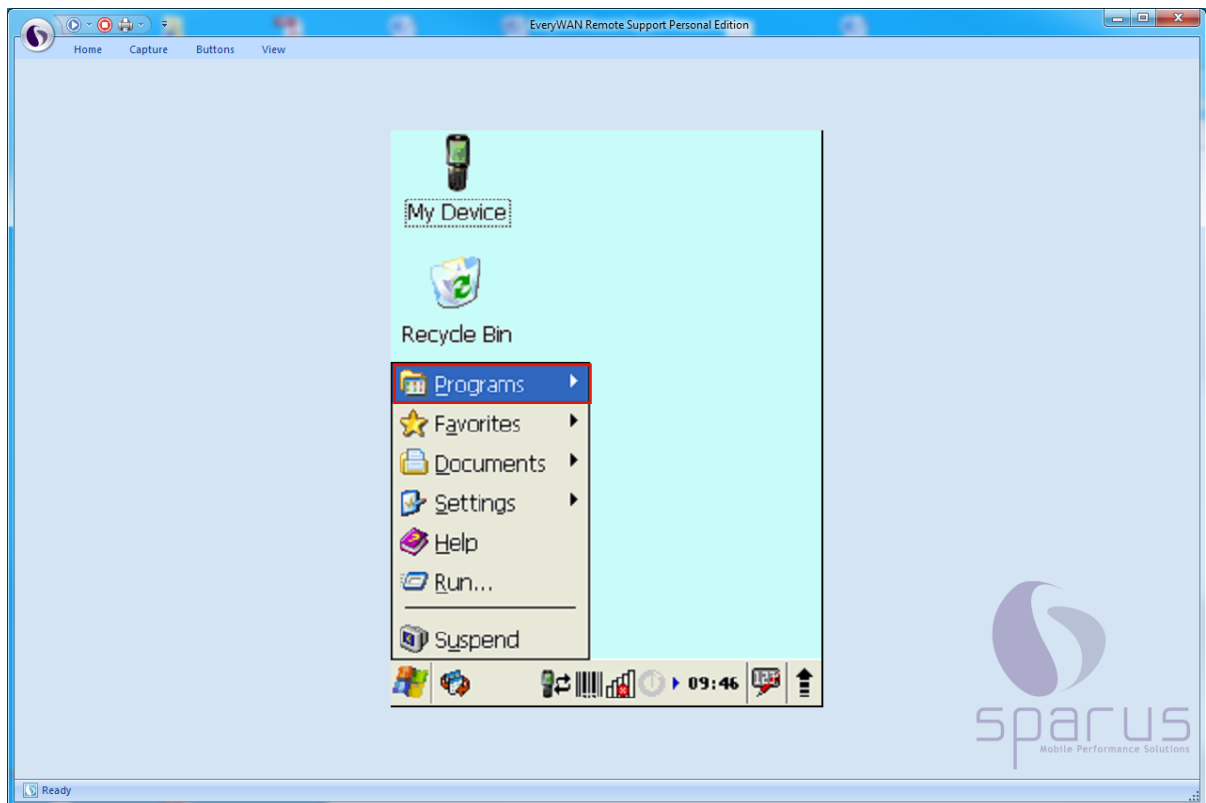 EveryWAN Remote Support Personal Edition
Home Capture Buttons View
My Device
Recycle Bin
Programs
Favorites
Documents
Settings
Help
Run...
Suspend
09:46
sparus
Mobile Performance Solutions
Ready